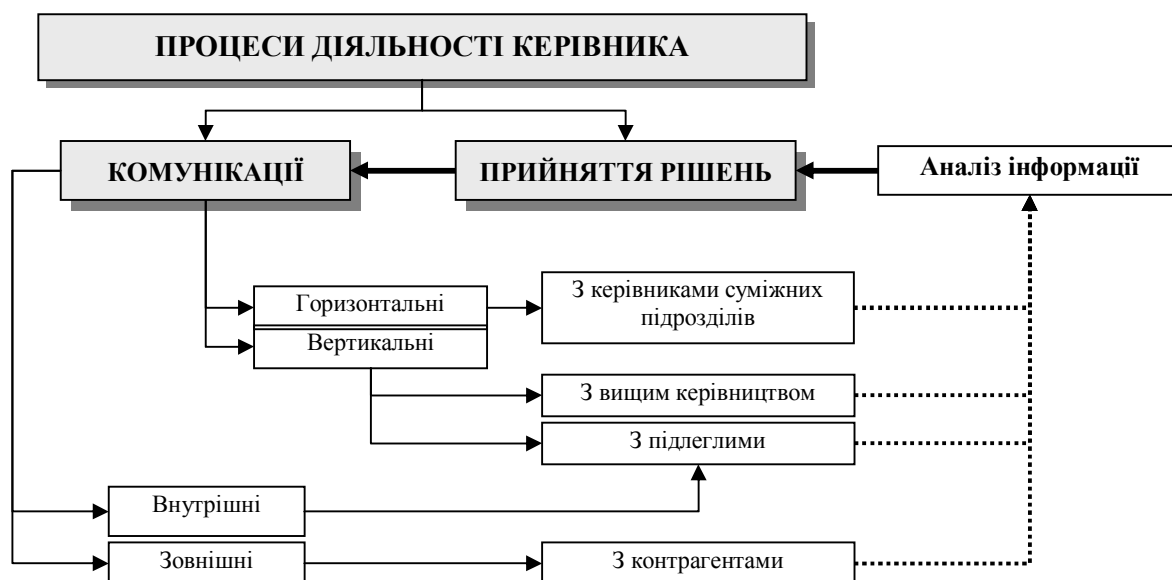 ПРОЦЕСИ ДІЯЛЬНОСТІ КЕРІВНИКА
КОМУНІКАЦІЇ
ПРИЙНЯТТЯ РІШЕНЬ
Аналіз інформації
Горизонтальні
З керівниками суміжних
підрозділів
Вертикальні
З вищим керівництвом
З підлеглими
Внутрішні
Зовнішні
З контрагентами